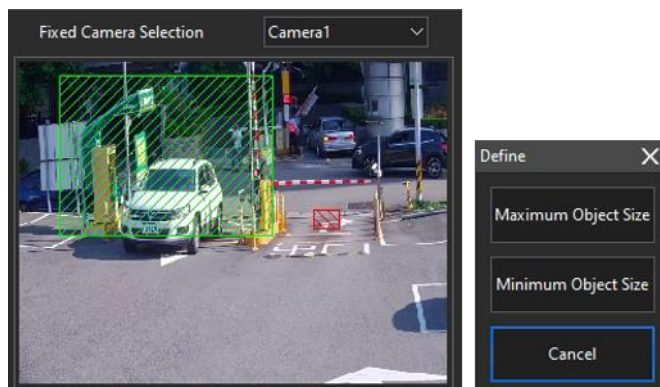 Fixed Camera Selection
Camera1
Define
Maximum Object Size
Minimum Object Size
Cancel